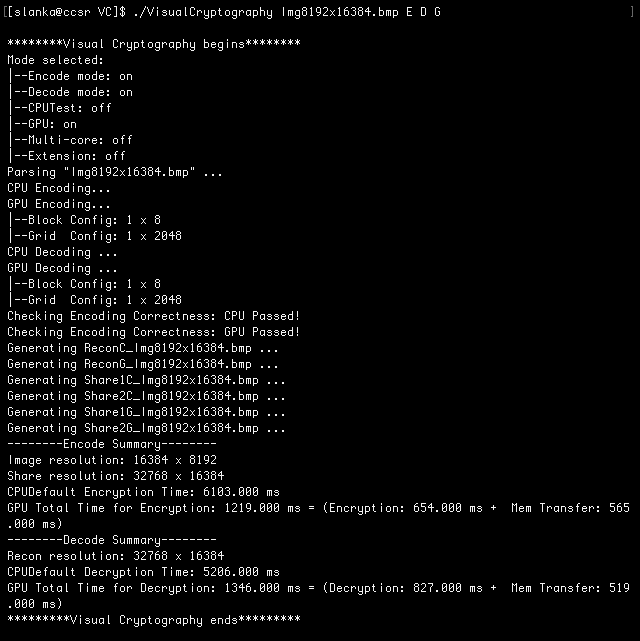 [[slanka@ccsr VC]$ ./VisualCryptography Img8192x16384.bmp E D G ]
********Visual Cryptography begins********
Mode selected:
|--Encode mode: on
|--Decode mode: on
|--CPUTest: off
|--GPU: on
|--Multi-core: off
|--Extension: off
Parsing "Img8192x16384.bmp" ...
CPU Encoding...
GPU Encoding...
|--Block Config: 1 x 8
|--Grid  Config: 1 x 2048
CPU Decoding ...
GPU Decoding ...
|--Block Config: 1 x 8
|--Grid  Config: 1 x 2048
Checking Encoding Correctness: CPU Passed!
Checking Encoding Correctness: GPU Passed!
Generating ReconC_Img8192x16384.bmp ...
Generating ReconG_Img8192x16384.bmp ...
Generating Share1C_Img8192x16384.bmp ...
Generating Share2C_Img8192x16384.bmp ...
Generating Share1G_Img8192x16384.bmp ...
Generating Share2G_Img8192x16384.bmp ...
--------Encode Summary--------
Image resolution: 16384 x 8192
Share resolution: 32768 x 16384
CPUDefault Encryption Time: 6103.000 ms
GPU Total Time for Encryption: 1219.000 ms = (Encryption: 654.000 ms +  Mem Transfer: 565
.000 ms)
--------Decode Summary--------
Recon resolution: 32768 x 16384
CPUDefault Decryption Time: 5206.000 ms
GPU Total Time for Decryption: 1346.000 ms = (Decryption: 827.000 ms +  Mem Transfer: 519
.000 ms)
*********Visual Cryptography ends*********